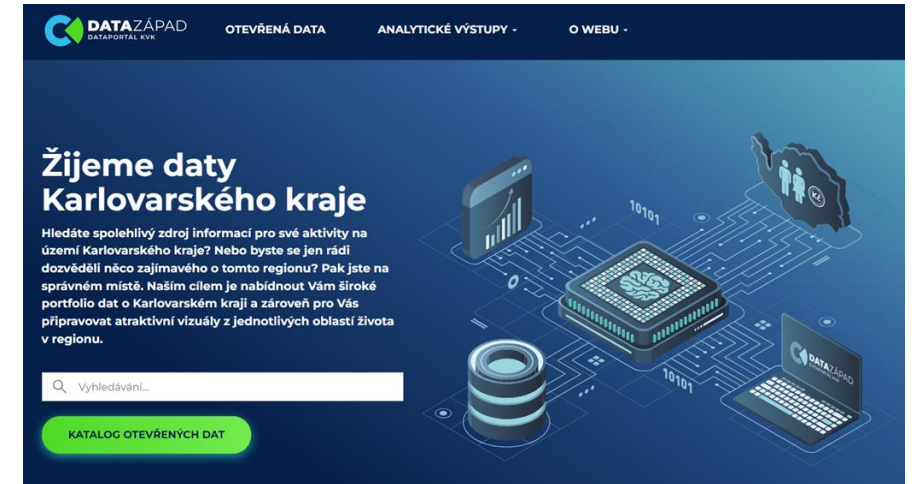 DATAZÁPAD
DATAPORTÁL KVK
OTEVŘENÁ DATA
ANALYTICKÉ VÝSTUPY -
O WEBU -
Žijeme daty
Karlovarského kraje
Hledáte spolehlivý zdroj informací pro své aktivity na
území Karlovarského kraje? Nebo byste se jen rádi
dozvěděli něco zajímavého o tomto regionu? Pak jste na
správném místě. Naším cílem je nabídnout Vám široké
portfolio dat o Karlovarském kraji a zároveň pro Vás
připravovat atraktivní vizuály z jednotlivých oblastí života
v regionu.
Vyhledávání...
KATALOG OTEVŘENÝCH DAT
10101
Kč
10101
DATAZÁPAD
DATAPORTÁL KVK